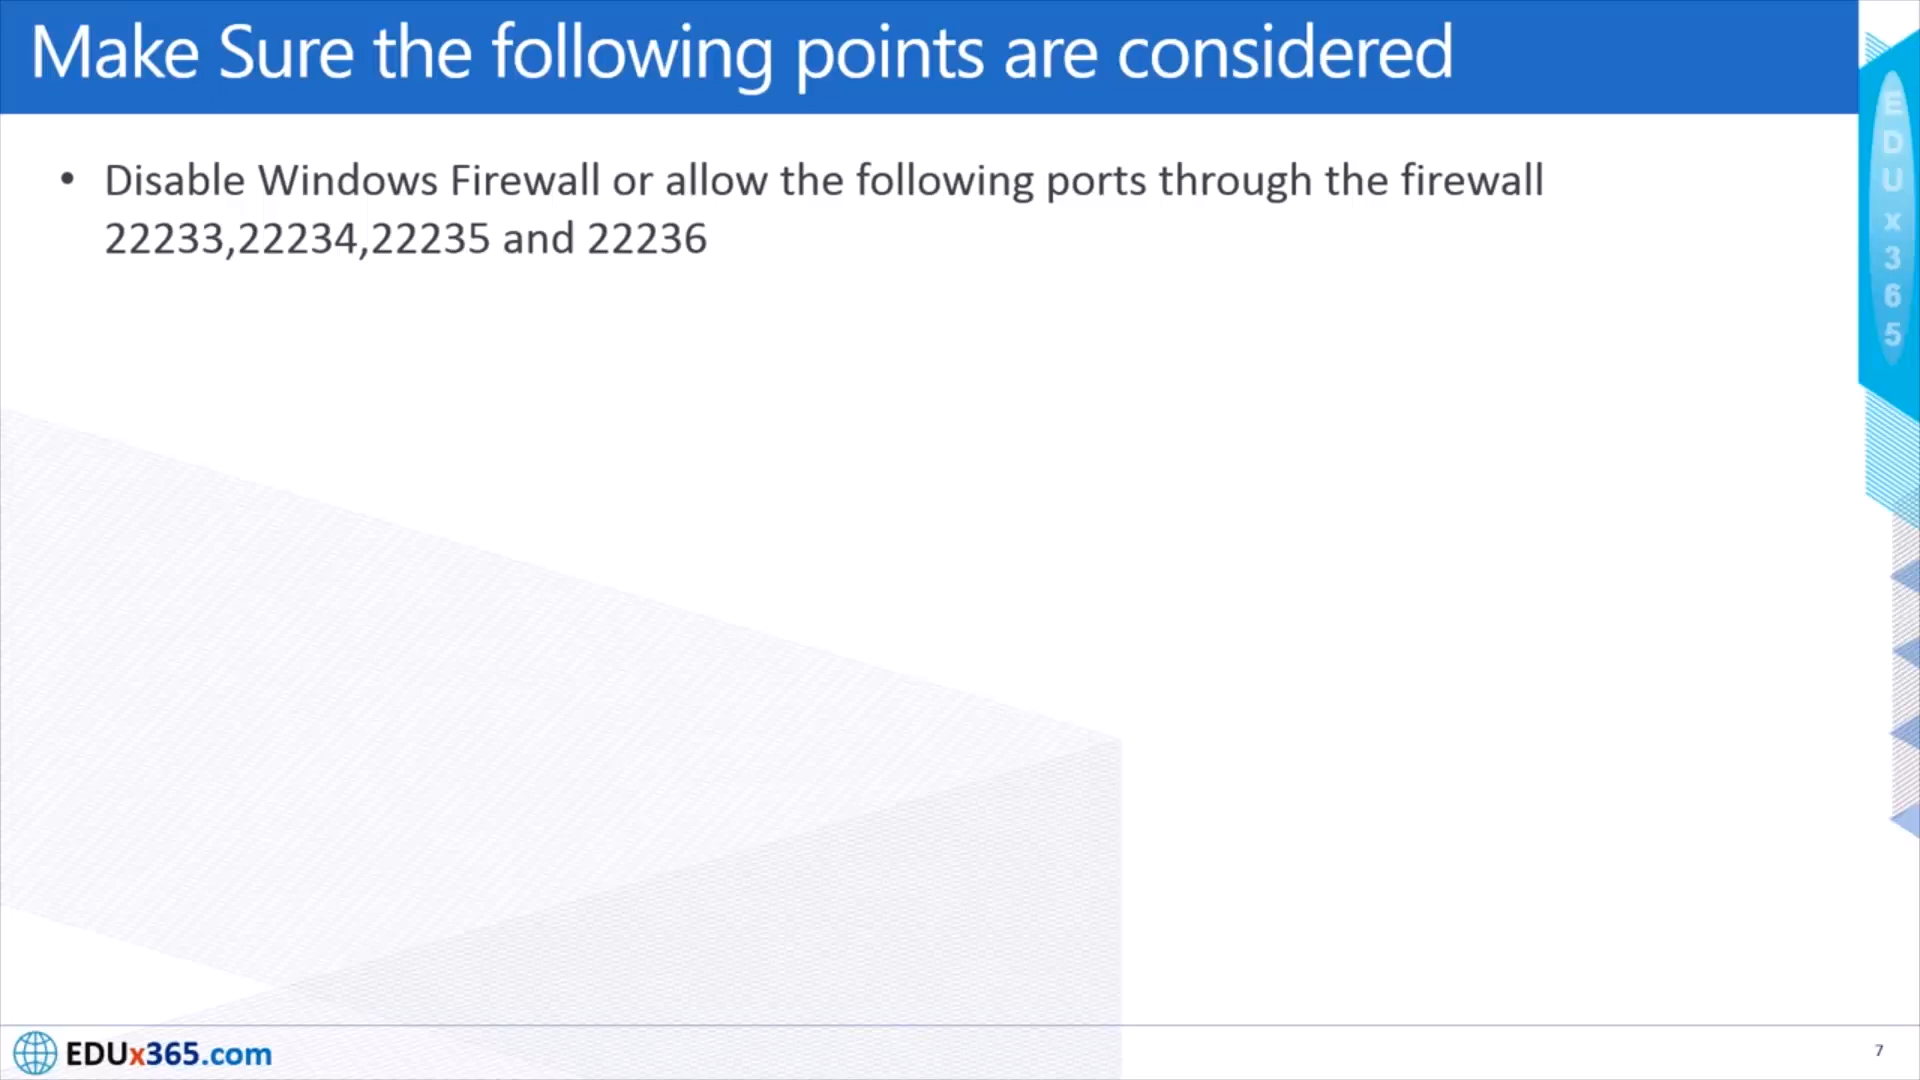 Make Sure the following points are considered
• Disable Windows Firewall or allow the following ports through the firewall
22233,22234,22235 and 22236
EDUx365
EDUx365.com
7